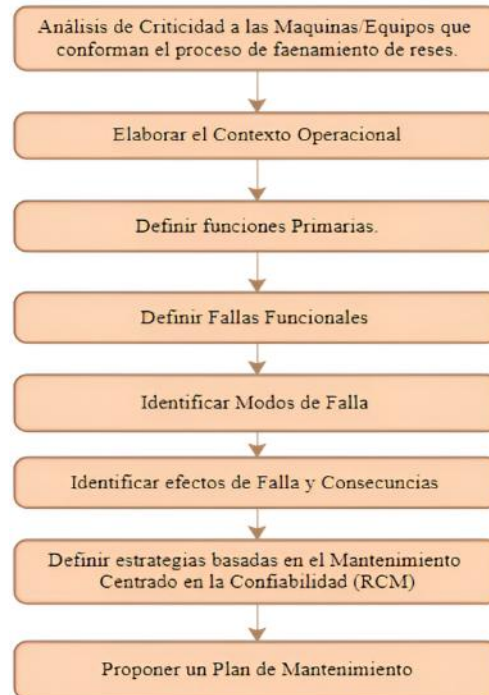 Análisis de Criticidad a las Maquinas/Equipos que
conforman el proceso de faenamiento de reses.
Elaborar el Contexto Operacional
Definir funciones Primarias.
Definir Fallas Funcionales
Identificar Modos de Falla
Identificar efectos de Falla y Consecuncias
Definir estrategias basadas en el Mantenimiento
Centrado en la Confiabilidad (RCM)
Proponer un Plan de Mantenimiento